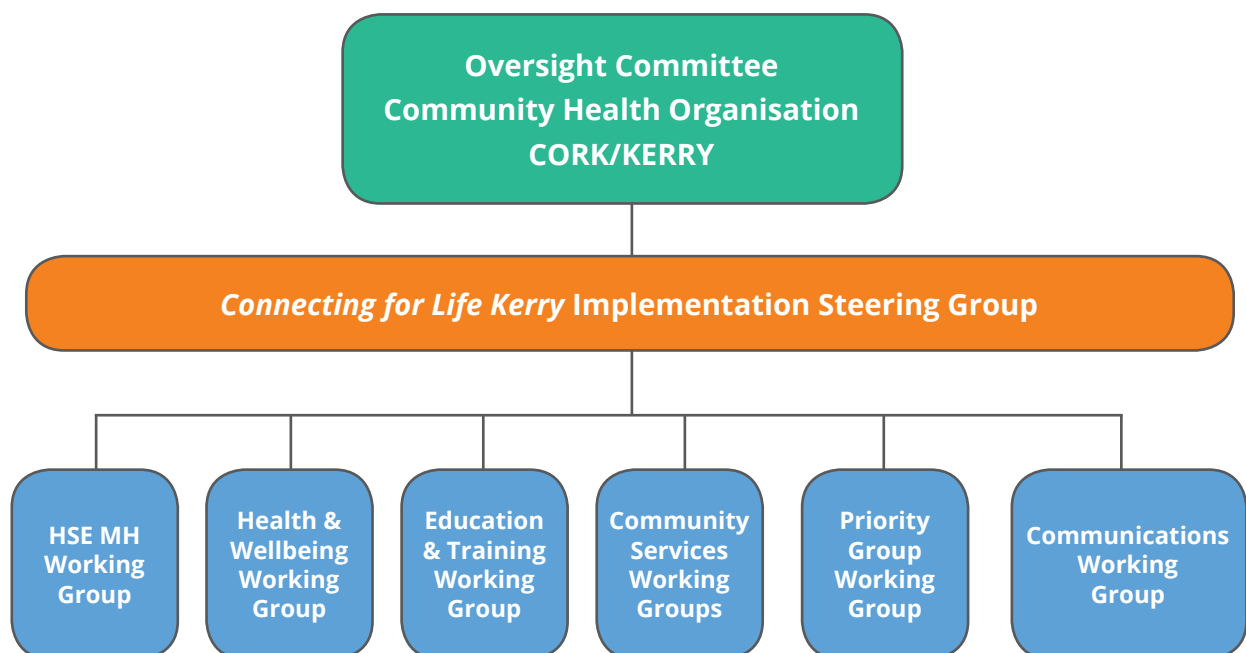 Oversight Committee
Community Health Organisation
CORK/KERRY
Connecting for Life Kerry Implementation Steering Group
HSE MH
Working
Group
Health &
Wellbeing
Working
Group
Education
& Training
Working
Group
Community
Services
Working
Groups
Priority
Group
Working
Group
Communications
Working
Group